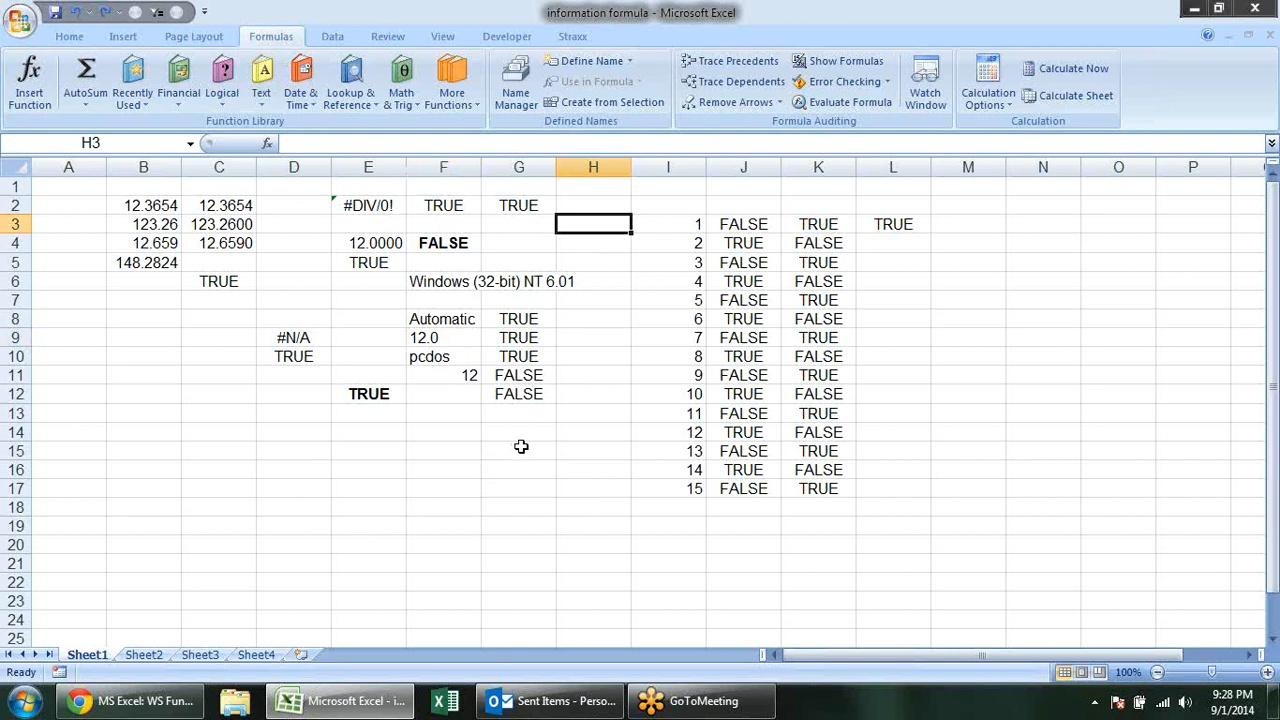 information formula - Microsoft Excel
Home Insert Page Layout Formulas Data Review View Developer Straxx
Insert Function
AutoSum
Recently Used
Financial
Logical
Text
Date & Time
Lookup & Reference
Math & Trig
More Functions
Function Library
Name Manager
Define Name
Use in Formula
Create from Selection
Defined Names
Trace Precedents
Trace Dependents
Remove Arrows
Show Formulas
Error Checking
Evaluate Formula
Formula Auditing
Watch Window
Calculation Options
Calculate Now
Calculate Sheet
Calculation
H3 fx
A B C D E F G H I J K L M N O P
1
2 12.3654 12.3654 #DIV/0! TRUE TRUE
3 123.26 123.2600 1 FALSE TRUE TRUE
4 12.659 12.6590 12.0000 FALSE 2 TRUE FALSE
5 148.2824 TRUE 3 FALSE TRUE
6 TRUE Windows (32-bit) NT 6.01 4 TRUE FALSE
7 5 FALSE TRUE
8 Automatic TRUE 6 TRUE FALSE
9 #N/A 12.0 TRUE 7 FALSE TRUE
10 TRUE pcdos TRUE 8 TRUE FALSE
11 12 FALSE 9 FALSE TRUE
12 TRUE FALSE 10 TRUE FALSE
13 11 FALSE TRUE
14 12 TRUE FALSE
15 13 FALSE TRUE
16 14 TRUE FALSE
17 15 FALSE TRUE
18
19
20
21
22
23
24
25
Sheet1 Sheet2 Sheet3 Sheet4
Ready 100%
MS Excel: WS Fun... Microsoft Excel - i... Sent Items - Perso... GoToMeeting 9:28 PM
9/1/2014